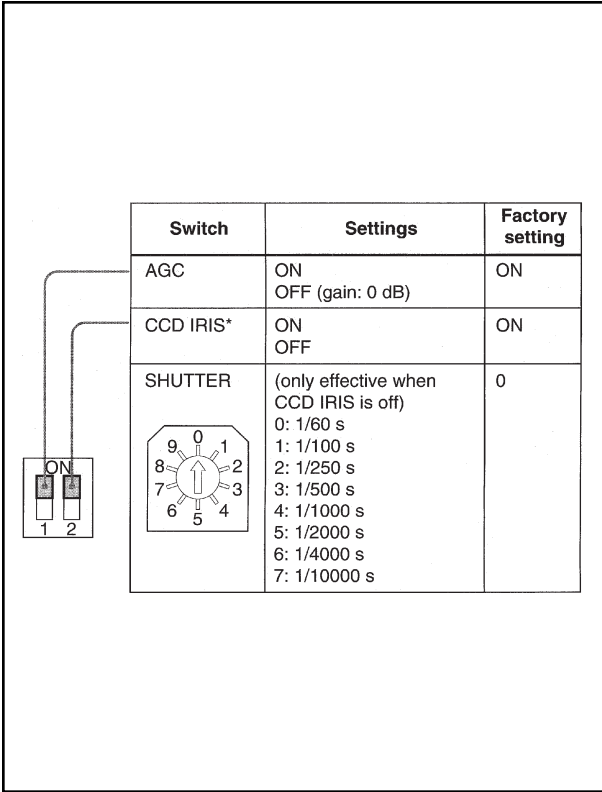 Switch Settings Factory setting
AGC ON ON
OFF (gain: 0 dB)
CCD IRIS* ON ON
OFF
SHUTTER (only effective when 0
CCD IRIS is off)
0: 1/60 s
1: 1/100 s
2: 1/250 s
3: 1/500 s
4: 1/1000 s
5: 1/2000 s
6: 1/4000 s
7: 1/10000 s
0
1
2
3
4
5
6
7
8
9
ON
1 2